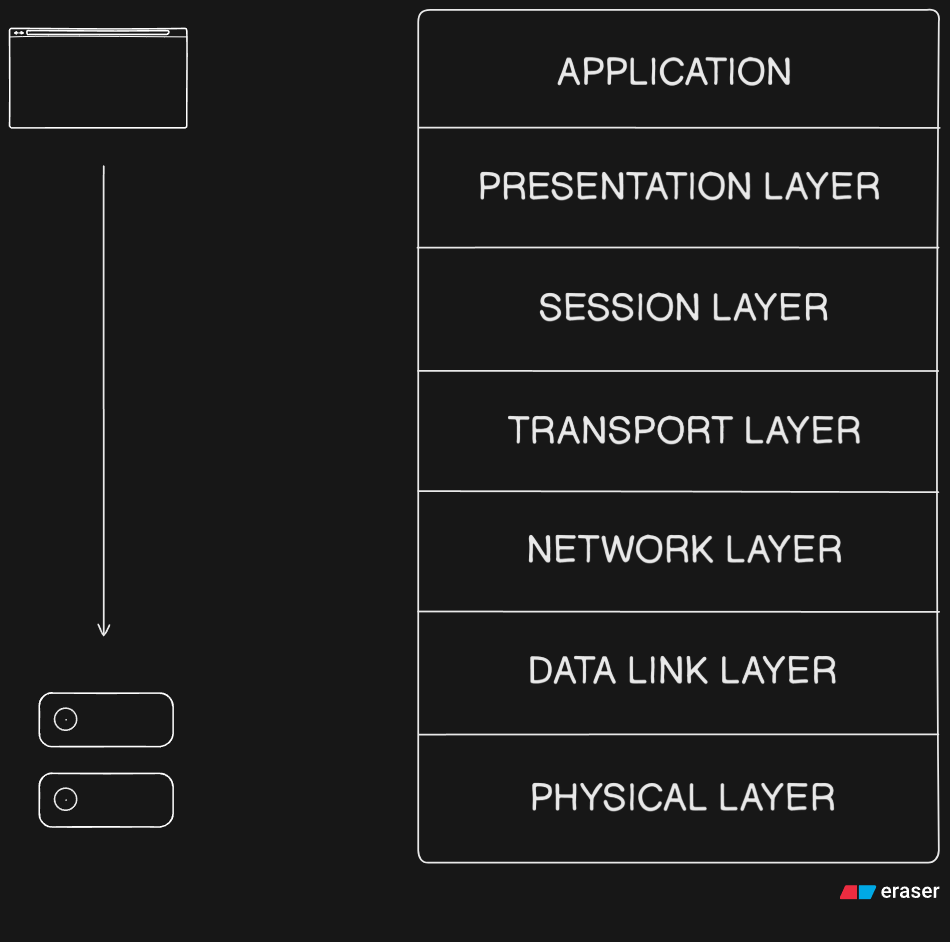 APPLICATION
PRESENTATION LAYER
SESSION LAYER
TRANSPORT LAYER
NETWORK LAYER
DATA LINK LAYER
PHYSICAL LAYER
eraser